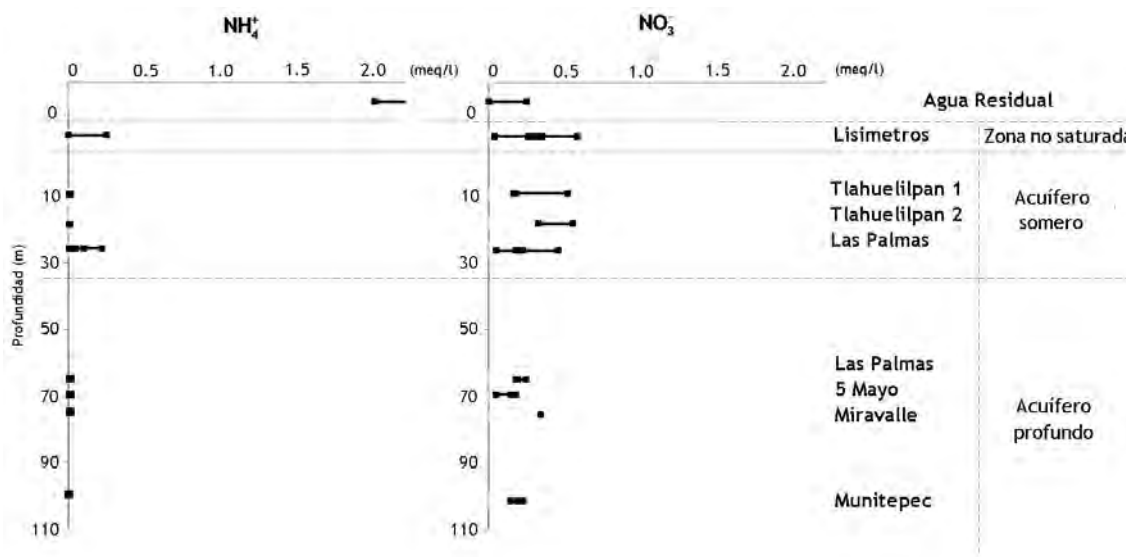 NH₄⁺ NO₃⁻
0 0.5 1.0 1.5 2.0 (meq/l) 0 0.5 1.0 2.0 (meq/l)
Agua Residual
0 0
Lisimetros Zona no saturada
10 10 Tlahuelilpan 1 Acuífero
Tlahuelilpan 2 somero
Las Palmas
30 30
Profundidad (m)
50 50
Las Palmas
70 70 5 Mayo Acuífero
Miravalle profundo
90 90
Munitepec
110 110